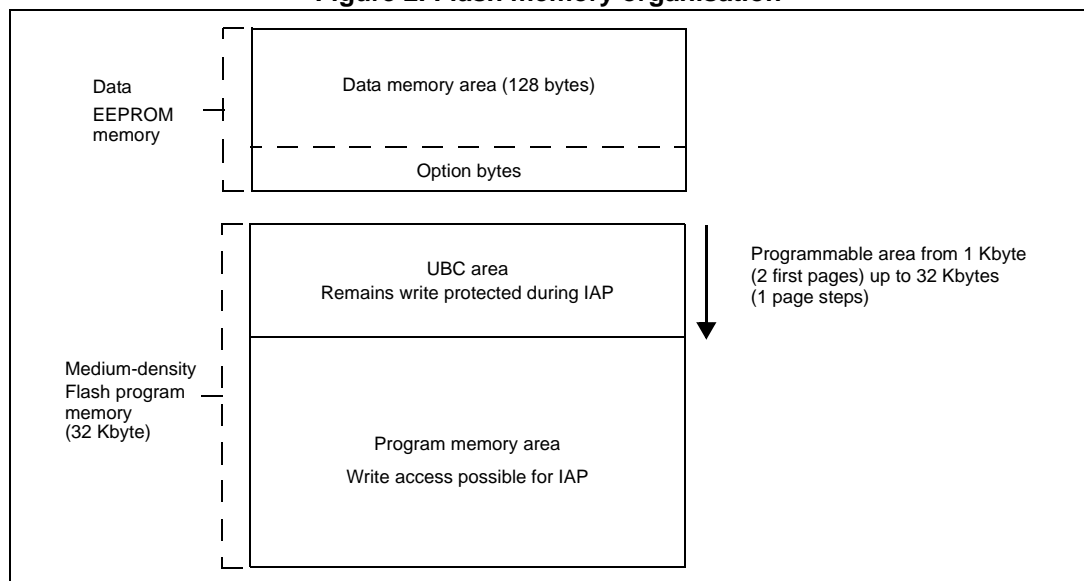 Figure 2. Flash memory organisation
Data
EEPROM
memory
Data memory area (128 bytes)
Option bytes
UBC area
Remains write protected during IAP
Programmable area from 1 Kbyte
(2 first pages) up to 32 Kbytes
(1 page steps)
Medium-density
Flash program
memory
(32 Kbyte)
Program memory area
Write access possible for IAP